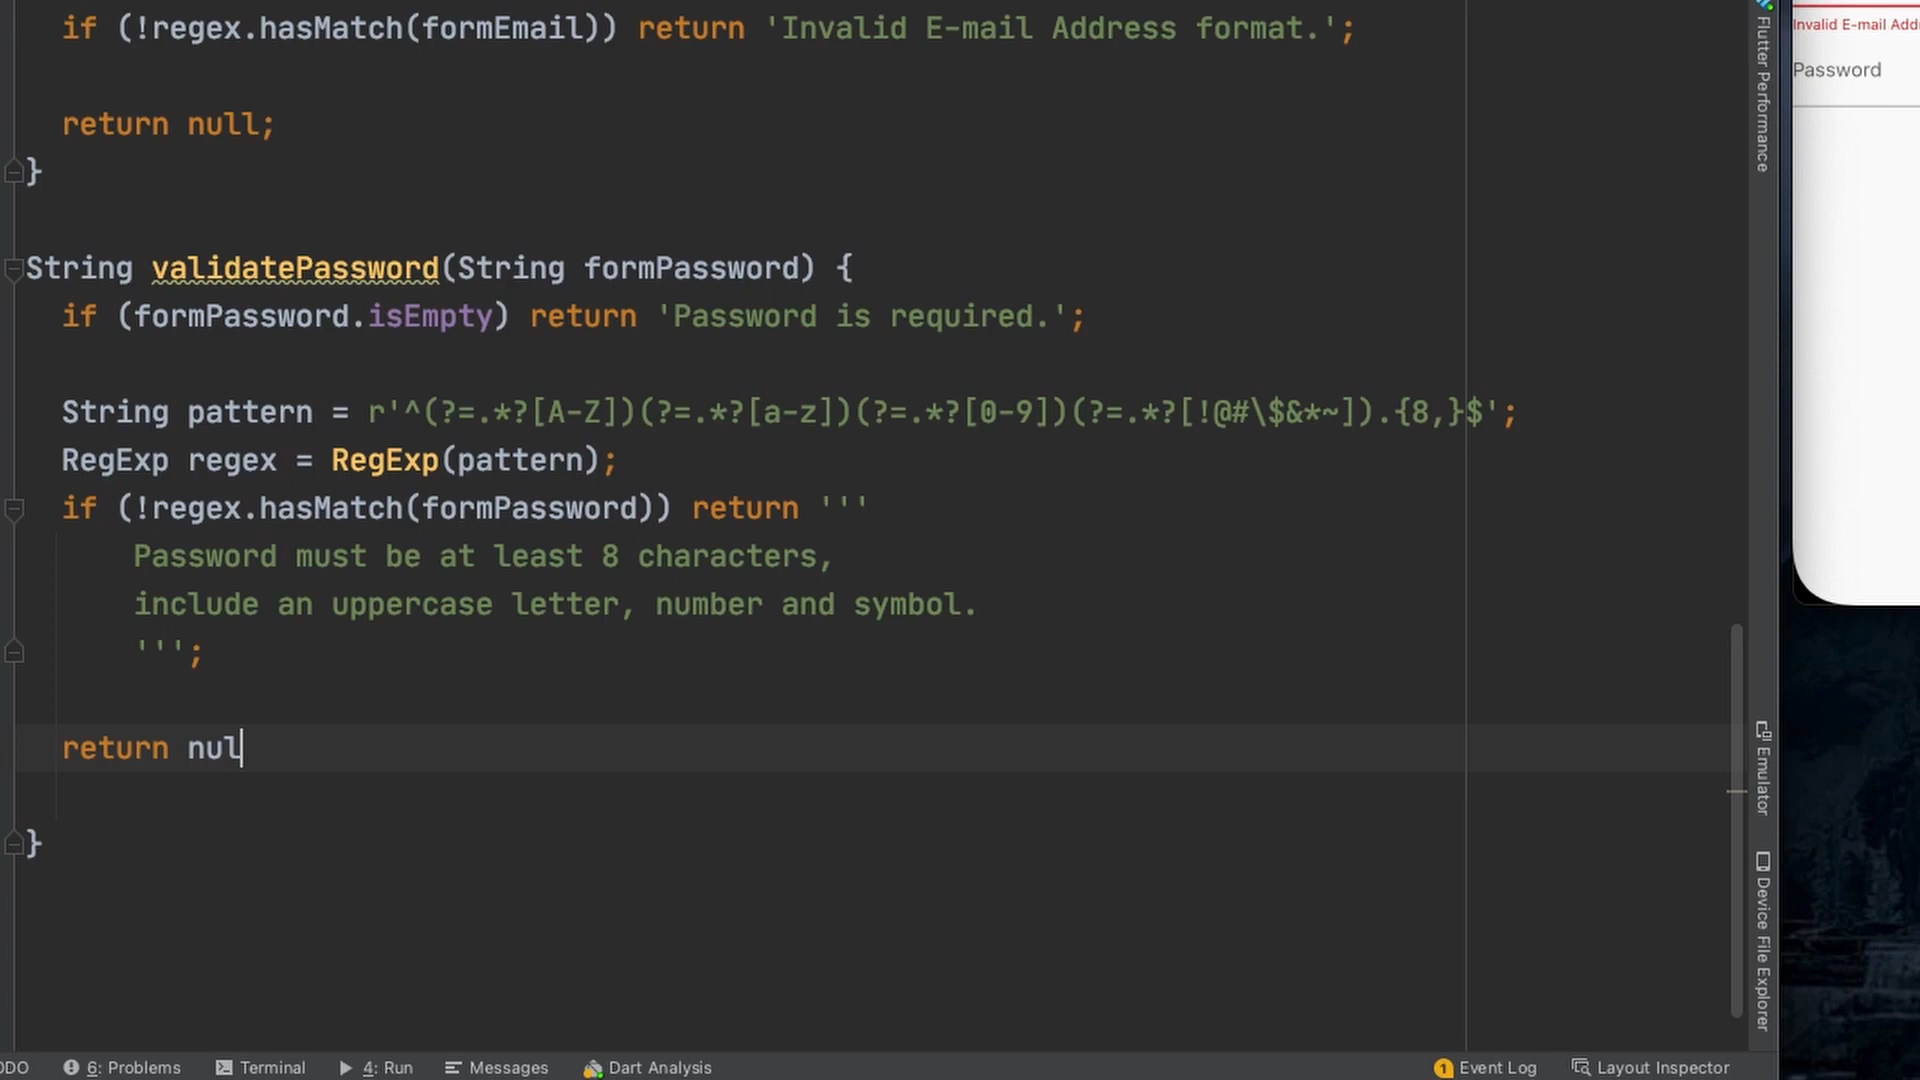 if (!regex.hasMatch(formEmail)) return 'Invalid E-mail Address format.';
return null;
}
String validatePassword(String formPassword) {
if (formPassword.isEmpty) return 'Password is required.';
String pattern = r'^(?=.*?[A-Z])(?=.*?[a-z])(?=.*?[0-9])(?=.*?[!@#\$&*~]).{8,}$';
RegExp regex = RegExp(pattern);
if (!regex.hasMatch(formPassword)) return '''
Password must be at least 8 characters,
include an uppercase letter, number and symbol.
''';
return nul
}
Flutter Performance
Emulator
Device File Explorer
Invalid E-mail Addr
Password
ODO
6: Problems
Terminal
4: Run
Messages
Dart Analysis
1 Event Log
Layout Inspector